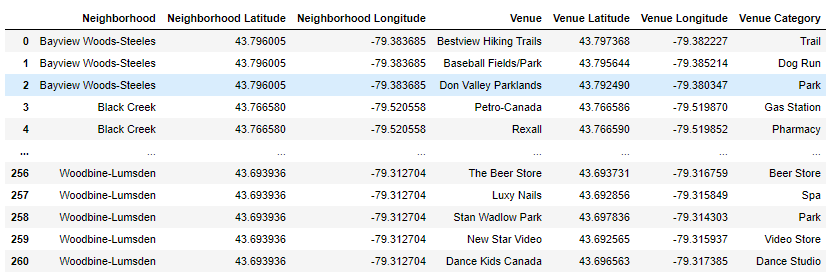 Neighborhood Neighborhood Latitude Neighborhood Longitude Venue Venue Latitude Venue Longitude Venue Category
0 Bayview Woods-Steeles 43.796005 -79.383685 Bestview Hiking Trails 43.797368 -79.382227 Trail
1 Bayview Woods-Steeles 43.796005 -79.383685 Baseball Fields/Park 43.795644 -79.385214 Dog Run
2 Bayview Woods-Steeles 43.796005 -79.383685 Don Valley Parklands 43.792490 -79.380347 Park
3 Black Creek 43.766580 -79.520558 Petro-Canada 43.766586 -79.519870 Gas Station
4 Black Creek 43.766580 -79.520558 Rexall 43.766590 -79.519852 Pharmacy
... ... ... ... ... ... ... ...
256 Woodbine-Lumsden 43.693936 -79.312704 The Beer Store 43.693731 -79.316759 Beer Store
257 Woodbine-Lumsden 43.693936 -79.312704 Luxy Nails 43.692856 -79.315849 Spa
258 Woodbine-Lumsden 43.693936 -79.312704 Stan Wadlow Park 43.697836 -79.314303 Park
259 Woodbine-Lumsden 43.693936 -79.312704 New Star Video 43.692565 -79.315937 Video Store
260 Woodbine-Lumsden 43.693936 -79.312704 Dance Kids Canada 43.696563 -79.317385 Dance Studio